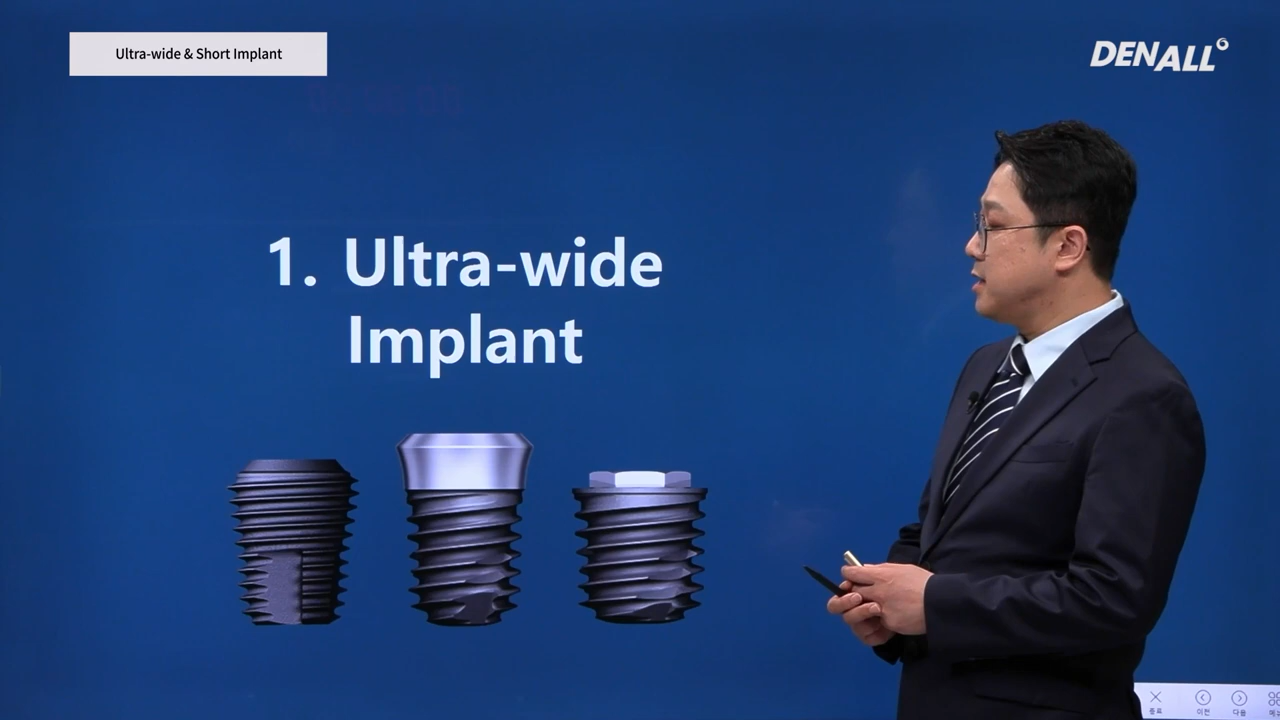 Ultra-wide & Short Implant
DENALL
1. Ultra-wide
Implant
종료
이전
다음